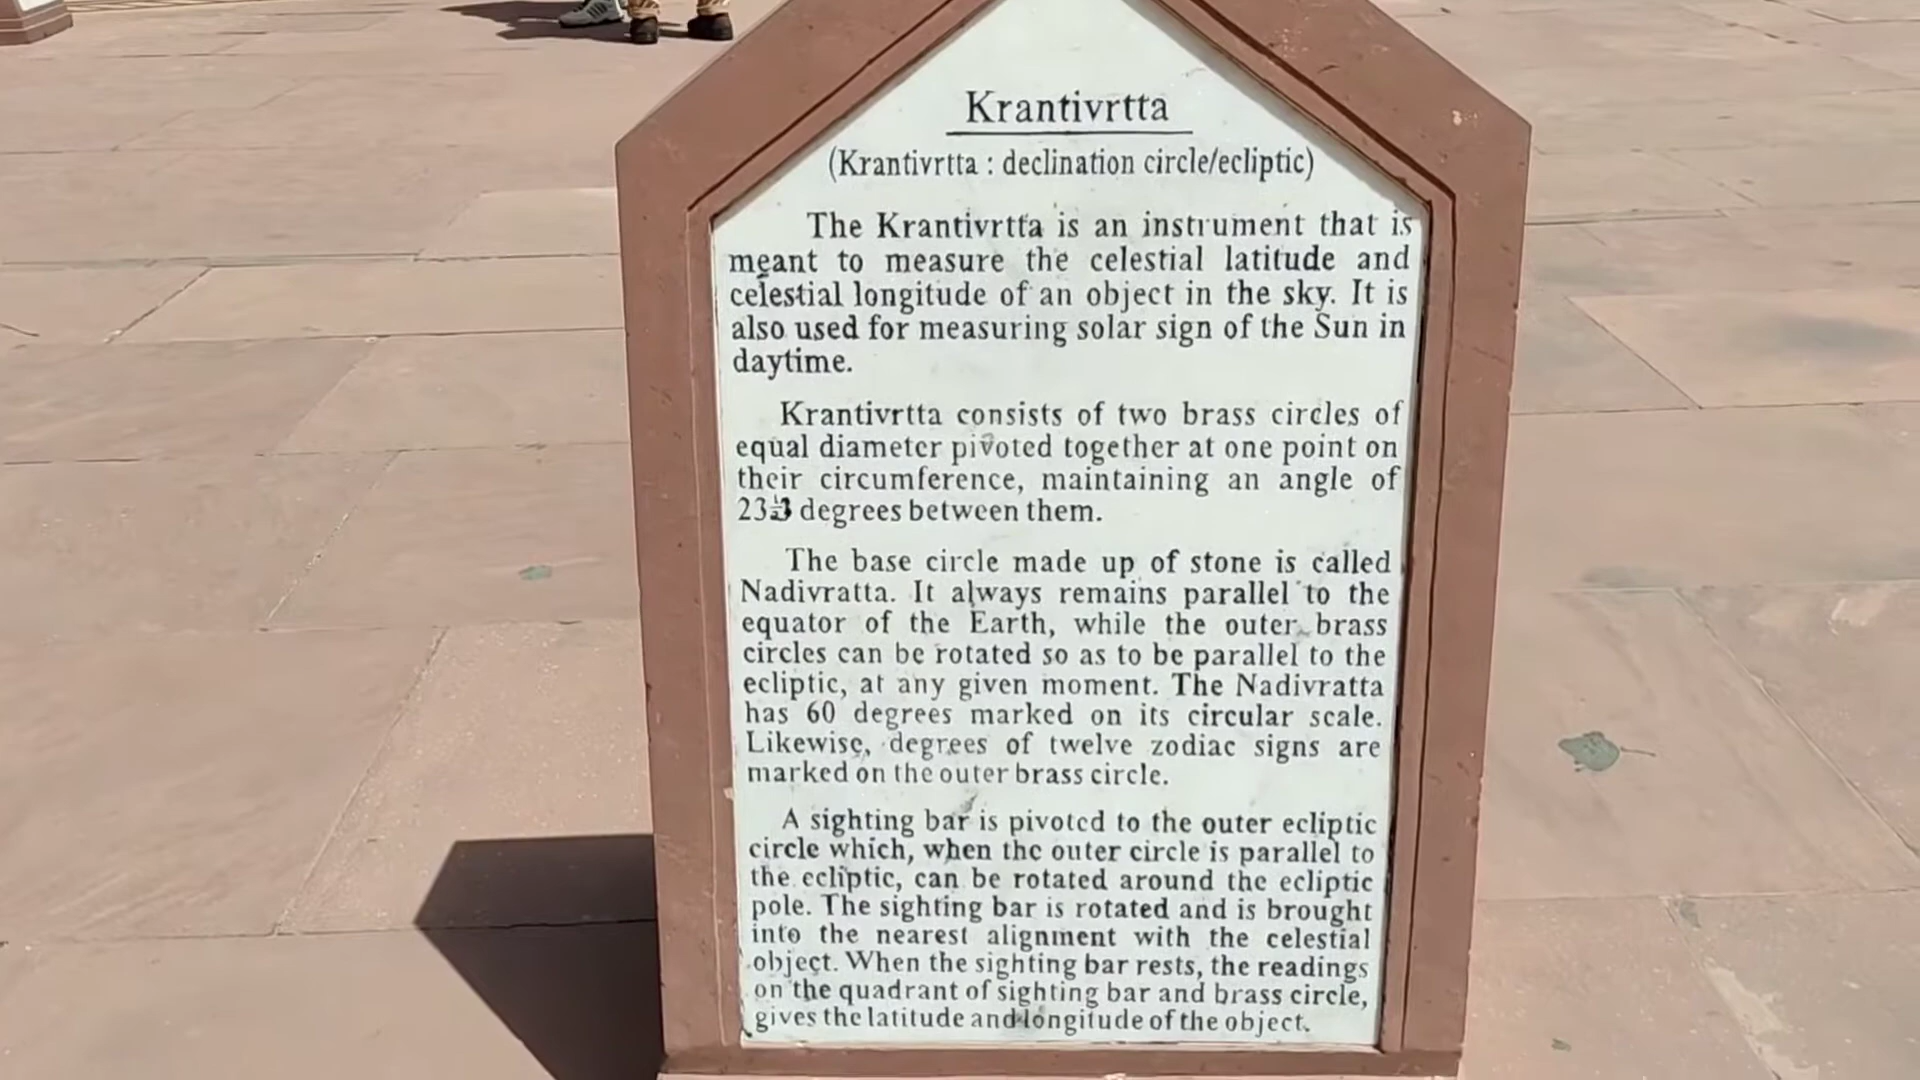 Krantivrtta
(Krantivrtta : declination circle/ecliptic)
The Krantivrtta is an instrument that is
meant to measure the celestial latitude and
celestial longitude of an object in the sky. It is
also used for measuring solar sign of the Sun in
daytime.
Krantivrtta consists of two brass circles of
equal diameter pivoted together at one point on
their circumference, maintaining an angle of
degrees between them.
The base circle made up of stone is called
Nadivratta. It always remains parallel to the
equator of the Earth, while the outer brass
circles can be rotated so as to be parallel to the
ecliptic, at any given moment. The Nadivratta
has 60 degrees marked on its circular scale.
Likewise, degrees of twelve zodiac signs are
marked on the outer brass circle.
A sighting bar is pivoted to the outer ecliptic
circle which, when the outer circle is parallel to
the ecliptic, can be rotated around the ecliptic
pole. The sighting bar is rotated and is brought
into the nearest alignment with the celestial
object. When the sighting bar rests, the readings
on the quadrant of sighting bar and brass circle,
gives the latitude and longitude of the object.